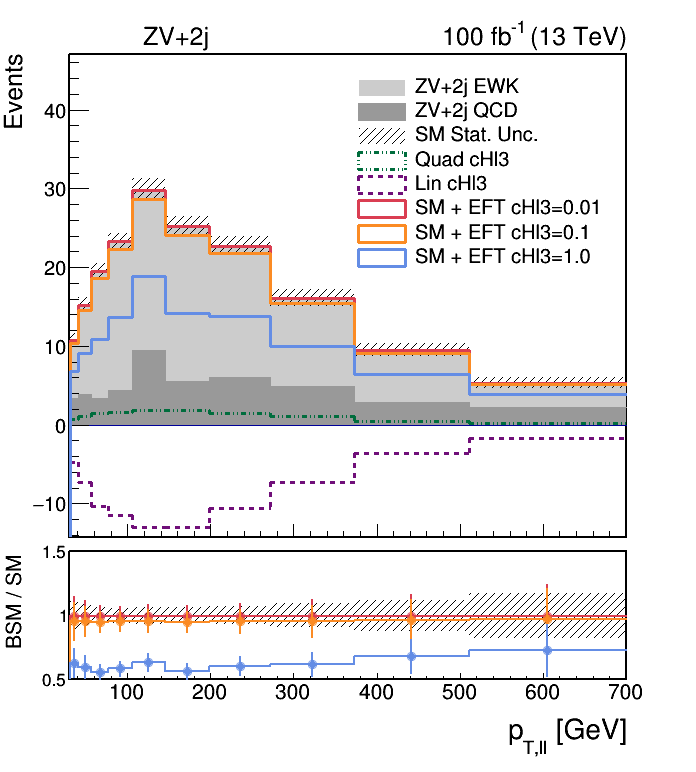 ZV+2j 100 fb-1 (13 TeV)
Events
ZV+2j EWK
ZV+2j QCD
SM Stat. Unc.
Quad cHl3
Lin cHl3
SM + EFT cHl3=0.01
SM + EFT cHl3=0.1
SM + EFT cHl3=1.0
40
30
20
10
0
−10
BSM / SM
1.5
1
0.5
100 200 300 400 500 600 700
pT,ll [GeV]